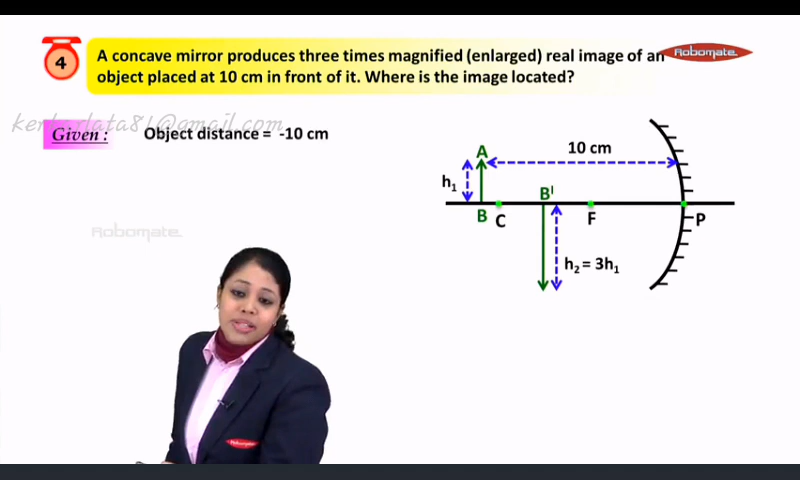 4
A concave mirror produces three times magnified (enlarged) real image of an
object placed at 10 cm in front of it. Where is the image located?
Robomate
Given :
Object distance = -10 cm
10 cm
A
h₁
B
C
Bᴵ
F
P
h₂ = 3h₁
Robomate
Robomate